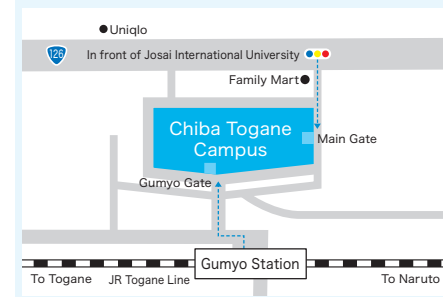 Uniqlo
126
In front of Josai International University
Family Mart
Chiba Togane
Campus
Main Gate
Gumyo Gate
Gumyo Station
To Togane
JR Togane Line
To Naruto